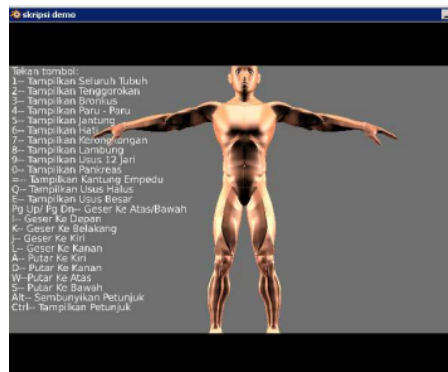 skripsi demo
Tekan tombol:
1-- Tampilkan Seluruh Tubuh
2-- Tampilkan Tenggorokan
3-- Tampilkan Bronkus
4-- Tampilkan Paru - Paru
5-- Tampilkan Jantung
6-- Tampilkan Hati
7-- Tampilkan Kerongkongan
8-- Tampilkan Lambung
9-- Tampilkan Usus 12 Jari
0-- Tampilkan Pankreas
=-- Tampilkan Kantung Empedu
Q-- Tampilkan Usus Halus
E-- Tampilkan Usus Besar
Pg Up/ Pg Dn-- Geser Ke Atas/Bawah
I-- Geser Ke Depan
K-- Geser Ke Belakang
J-- Geser Ke Kiri
L-- Geser Ke Kanan
A-- Putar Ke Kiri
D-- Putar Ke Kanan
W--Putar Ke Atas
S-- Putar Ke Bawah
Alt-- Sembunyikan Petunjuk
Ctrl-- Tampilkan Petunjuk